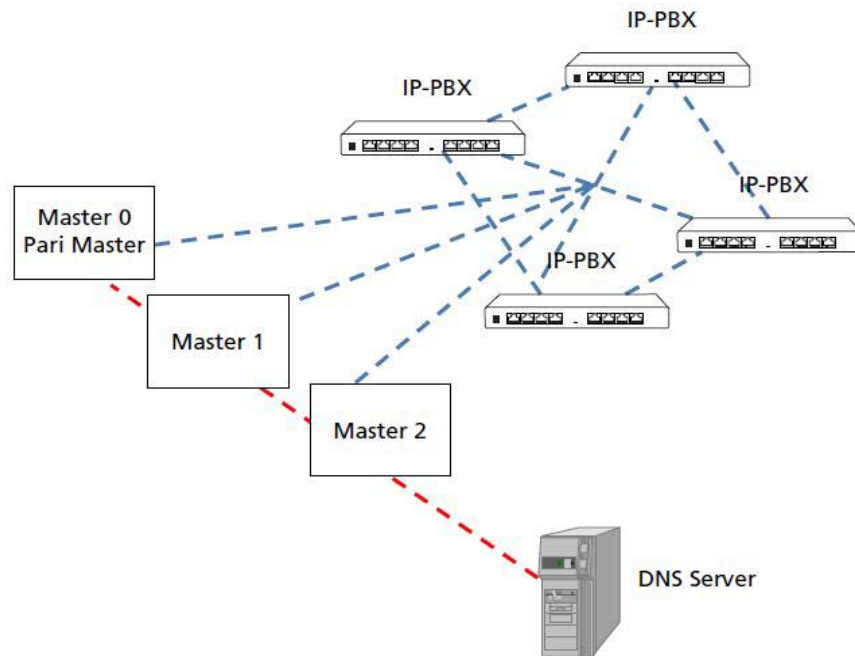 IP-PBX
IP-PBX
IP-PBX
Master 0
Pari Master
IP-PBX
Master 1
Master 2
DNS Server